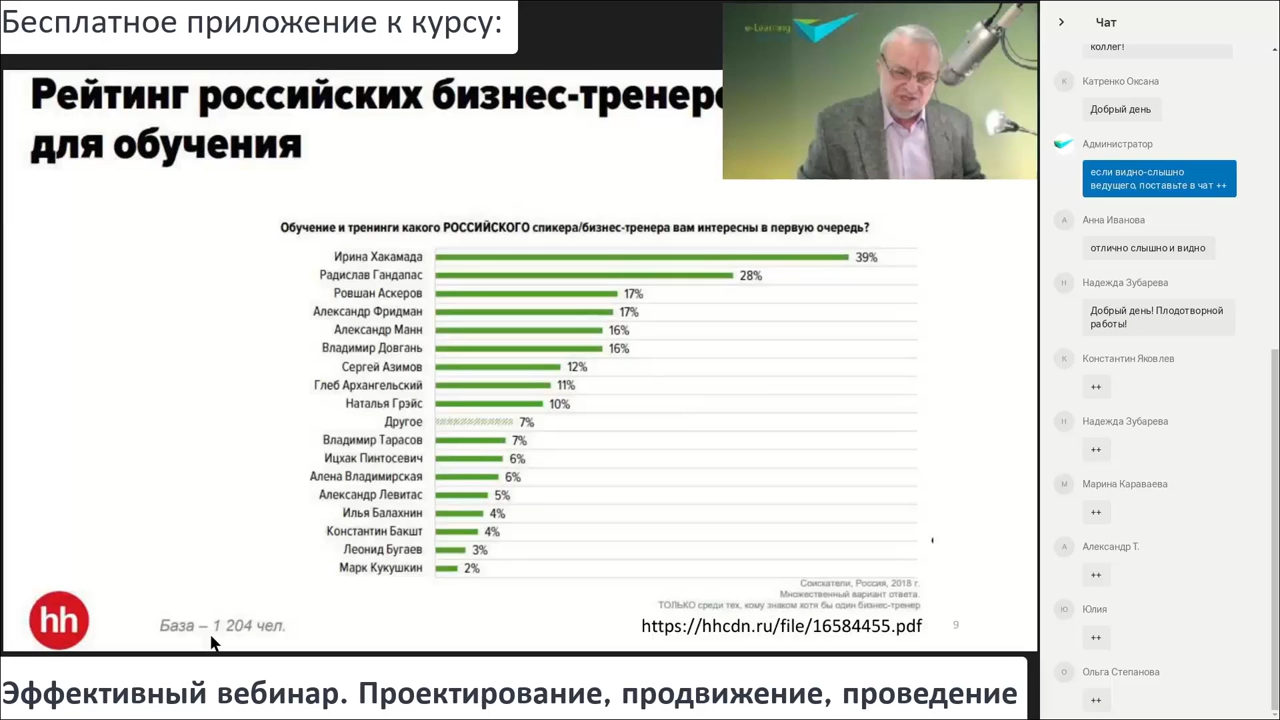 Бесплатное приложение к курсу:
Рейтинг российских бизнес-тренеро
для обучения
e-Learning
Обучение и тренинги какого РОССИЙСКОГО спикера/бизнес-тренера вам интересны в первую очередь?
Ирина Хакамада 39%
Радислав Гандапас 28%
Ровшан Аскеров 17%
Александр Фридман 17%
Александр Манн 16%
Владимир Довгань 16%
Сергей Азимов 12%
Глеб Архангельский 11%
Наталья Грэйс 10%
Другое 7%
Владимир Тарасов 7%
Ицхак Пинтосевич 6%
Алена Владимирская 6%
Александр Левитас 5%
Илья Балахнин 4%
Константин Бакшт 4%
Леонид Бугаев 3%
Марк Кукушкин 2%
Соискатели, Россия, 2018 г.
Множественный вариант ответа.
ТОЛЬКО среди тех, кому знаком хотя бы один бизнес-тренер
hh
База – 1 204 чел.
https://hhcdn.ru/file/16584455.pdf
9
Эффективный вебинар. Проектирование, продвижение, проведение
Чат
коллег!
К Катренко Оксана
Добрый день
Администратор
если видно-слышно
ведущего, поставьте в чат ++
А Анна Иванова
отлично слышно и видно
Н Надежда Зубарева
Добрый день! Плодотворной
работы!
К Константин Яковлев
++
Н Надежда Зубарева
++
М Марина Караваева
++
А Александр Т.
++
Ю Юлия
++
О Ольга Степанова
++